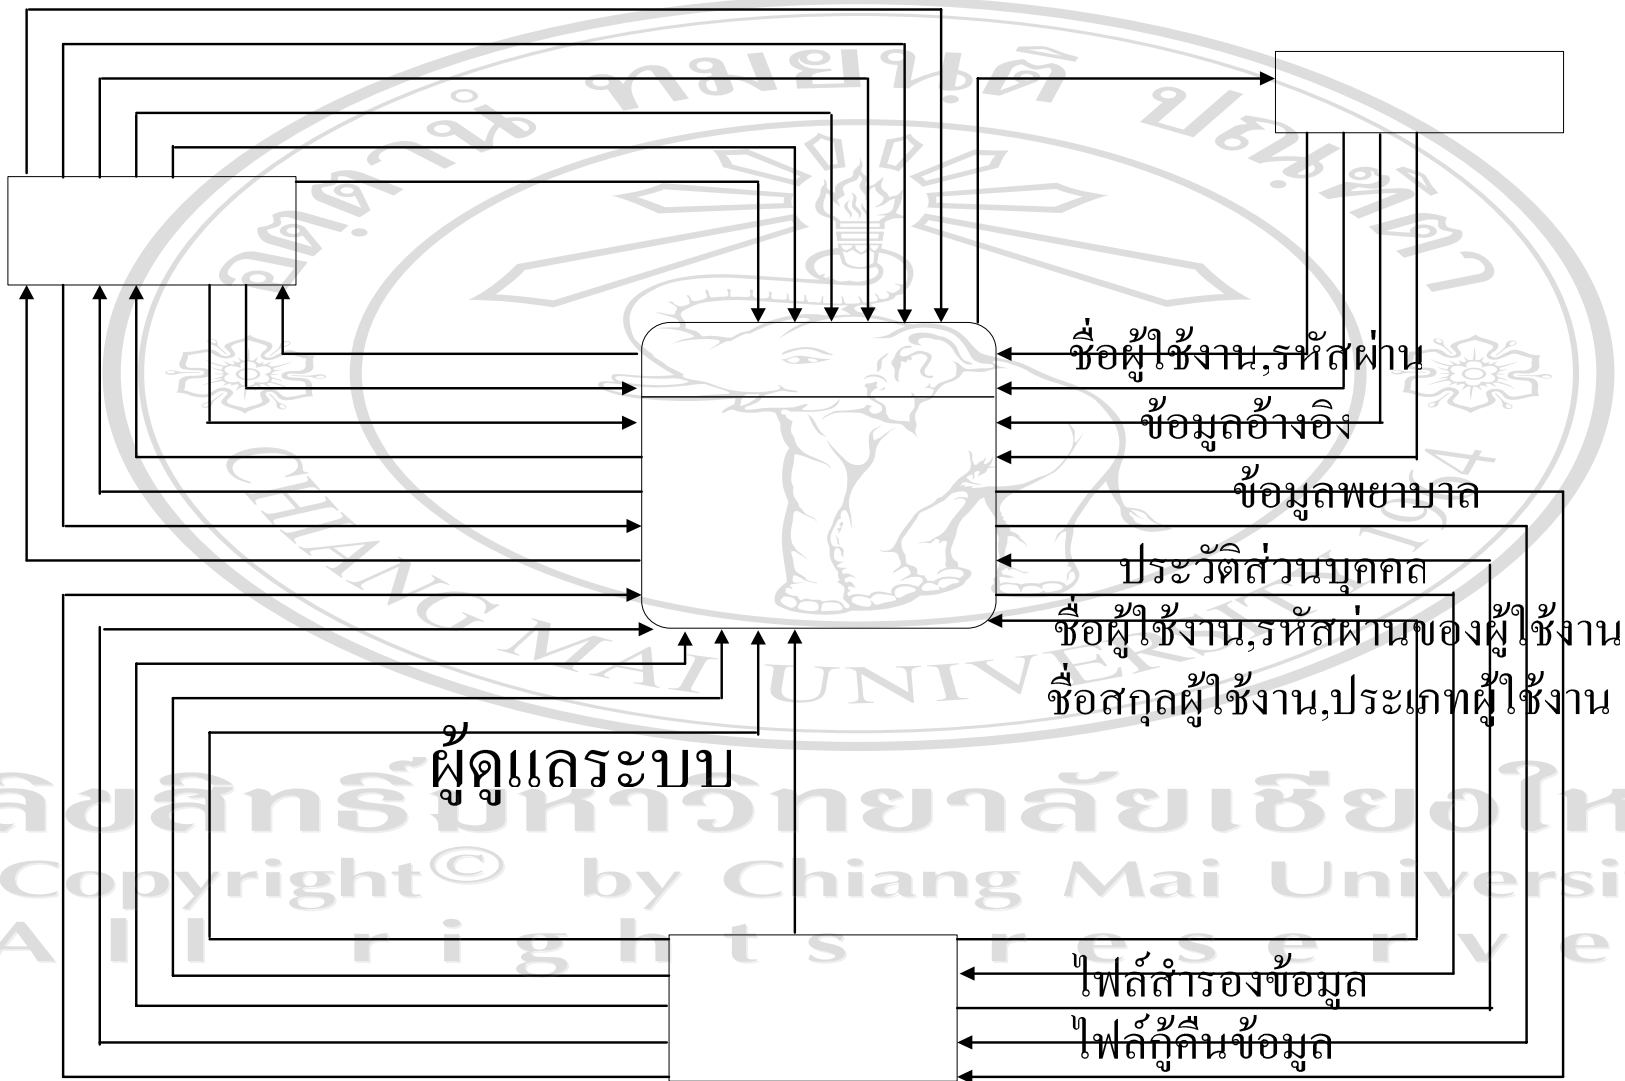 ชื่อผู้ใช้งาน,รหัสผ่าน
ข้อมูลอ้างอิง
ข้อมูลพยาบาล
ประวัติส่วนบุคคล
ชื่อผู้ใช้งาน,รหัสผ่านของผู้ใช้งาน
ชื่อสกุลผู้ใช้งาน,ประเภทผู้ใช้งาน
CHIANG MAI UNIVERSITY 1964
ผู้ดูแลระบบ
Copyright© by Chiang Mai Universi
All rights reserve
ไฟล์สำรองข้อมูล
ไฟล์กู้คืนข้อมูล